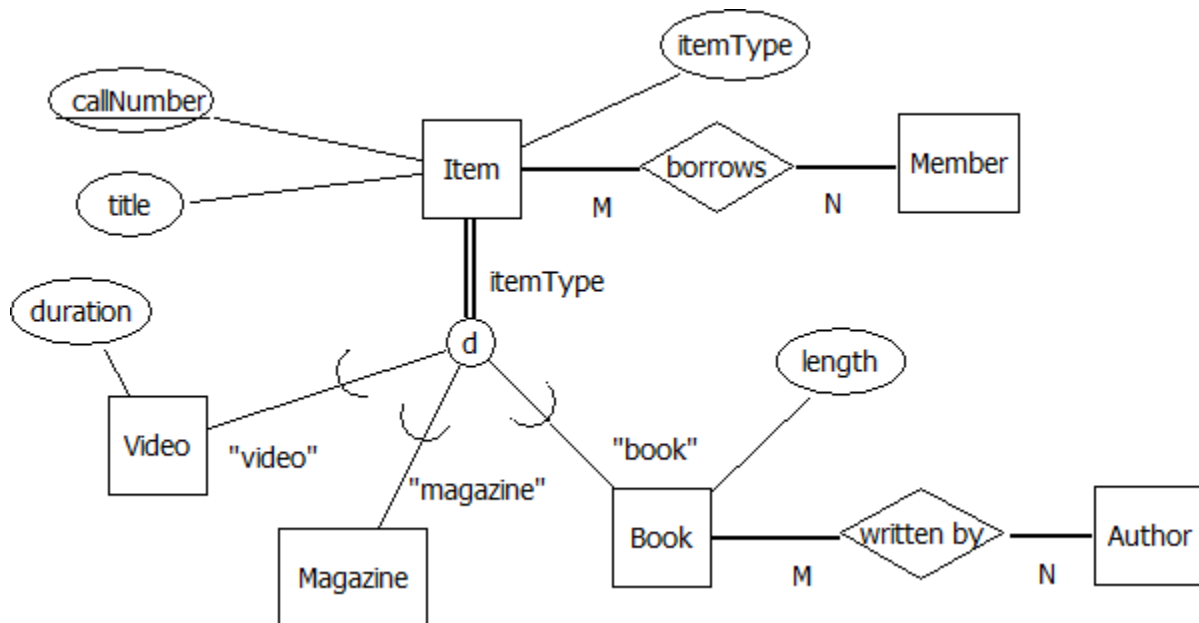 itemType
callNumber
Item
borrows
Member
M
N
title
itemType
duration
d
length
Video
"video"
"book"
"magazine"
Book
written by
Author
M
N
Magazine